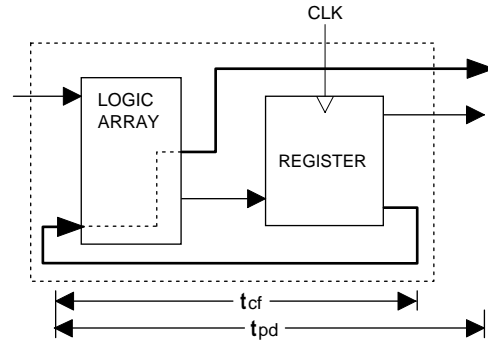 CLK
LOGIC
ARRAY
REGISTER
tcf
tpd